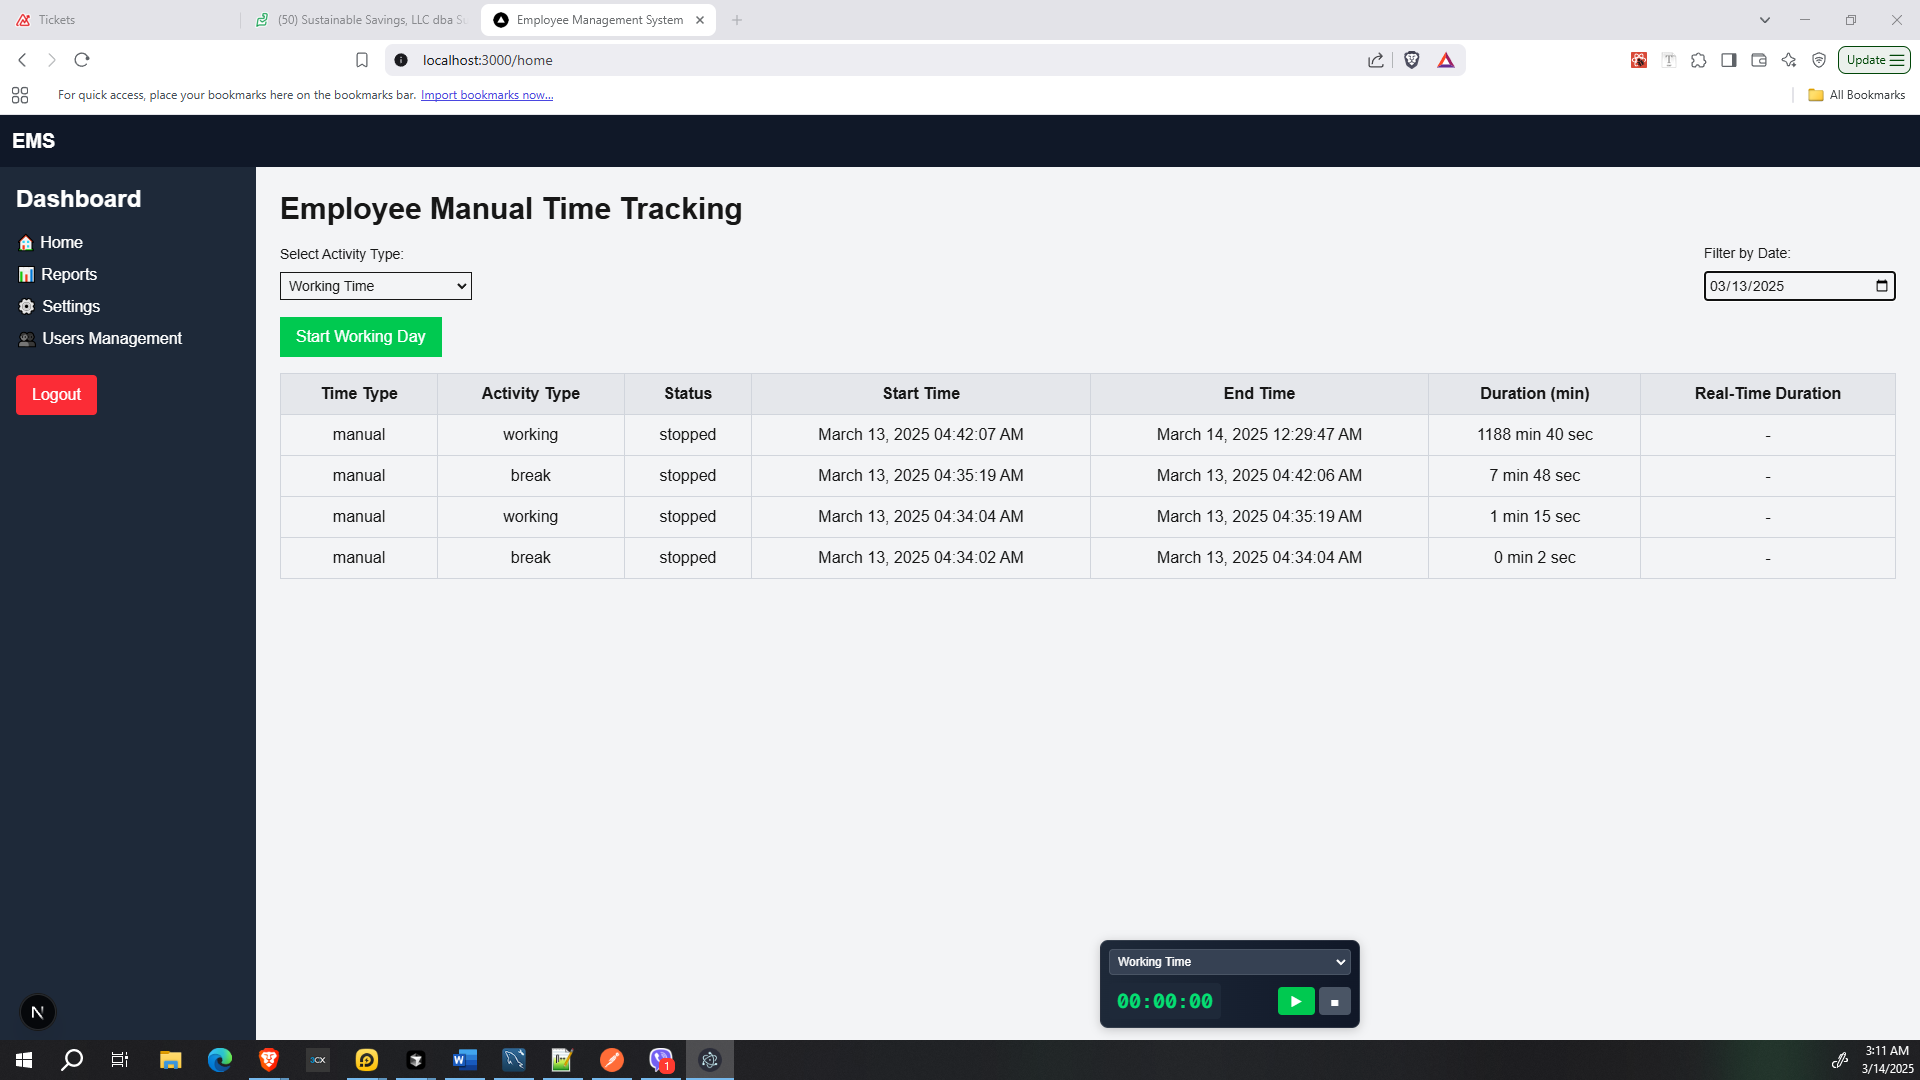 Tickets
(50) Sustainable Savings, LLC dba S
Employee Management System
localhost:3000/home
Update
For quick access, place your bookmarks here on the bookmarks bar. Import bookmarks now...
All Bookmarks
EMS
Dashboard
Home
Reports
Settings
Users Management
Logout
Employee Manual Time Tracking
Select Activity Type:
Working Time
Filter by Date:
03/13/2025
Start Working Day
Time Type Activity Type Status Start Time End Time Duration (min) Real-Time Duration
manual working stopped March 13, 2025 04:42:07 AM March 14, 2025 12:29:47 AM 1188 min 40 sec -
manual break stopped March 13, 2025 04:35:19 AM March 13, 2025 04:42:06 AM 7 min 48 sec -
manual working stopped March 13, 2025 04:34:04 AM March 13, 2025 04:35:19 AM 1 min 15 sec -
manual break stopped March 13, 2025 04:34:02 AM March 13, 2025 04:34:04 AM 0 min 2 sec -
Working Time
00:00:00
N
3CX
W
1
3:11 AM
3/14/2025